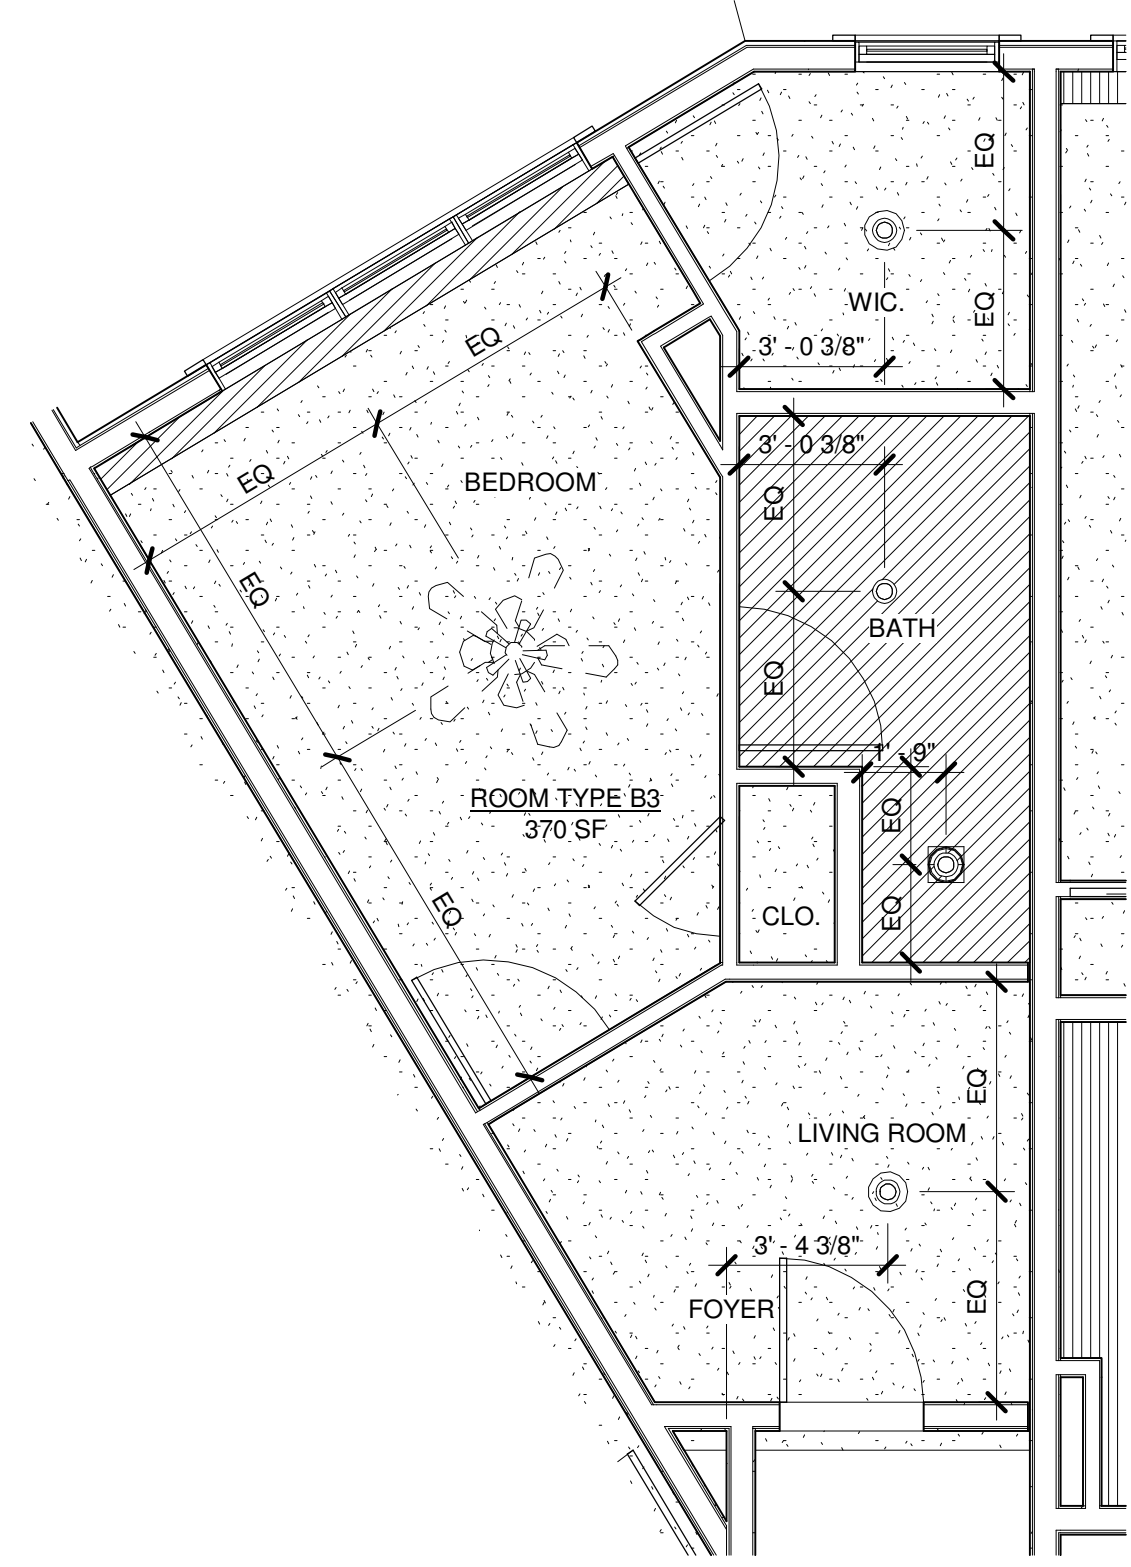 EQ
EQ
WIC.
EQ
3' - 0 3/8"
EQ
3' - 0 3/8"
EQ
BEDROOM
EQ
EQ
BATH
EQ
1' - 9"
ROOM TYPE B3
370 SF
EQ
EQ
CLO.
EQ
EQ
LIVING ROOM
3' - 4 3/8"
FOYER
EQ